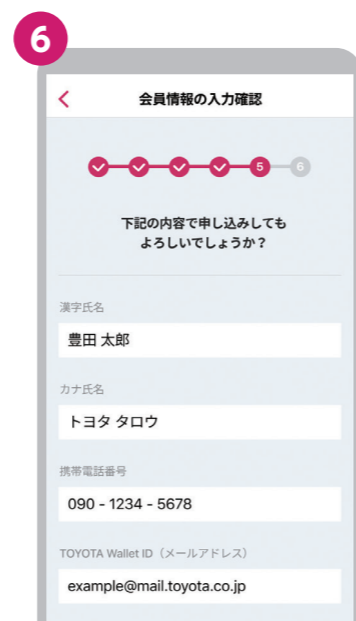 6
会員情報の入力確認
5 6
下記の内容で申し込みしても
よろしいでしょうか？
漢字氏名
豊田 太郎
カナ氏名
トヨタ タロウ
携帯電話番号
090 - 1234 - 5678
TOYOTA Wallet ID（メールアドレス）
example@mail.toyota.co.jp